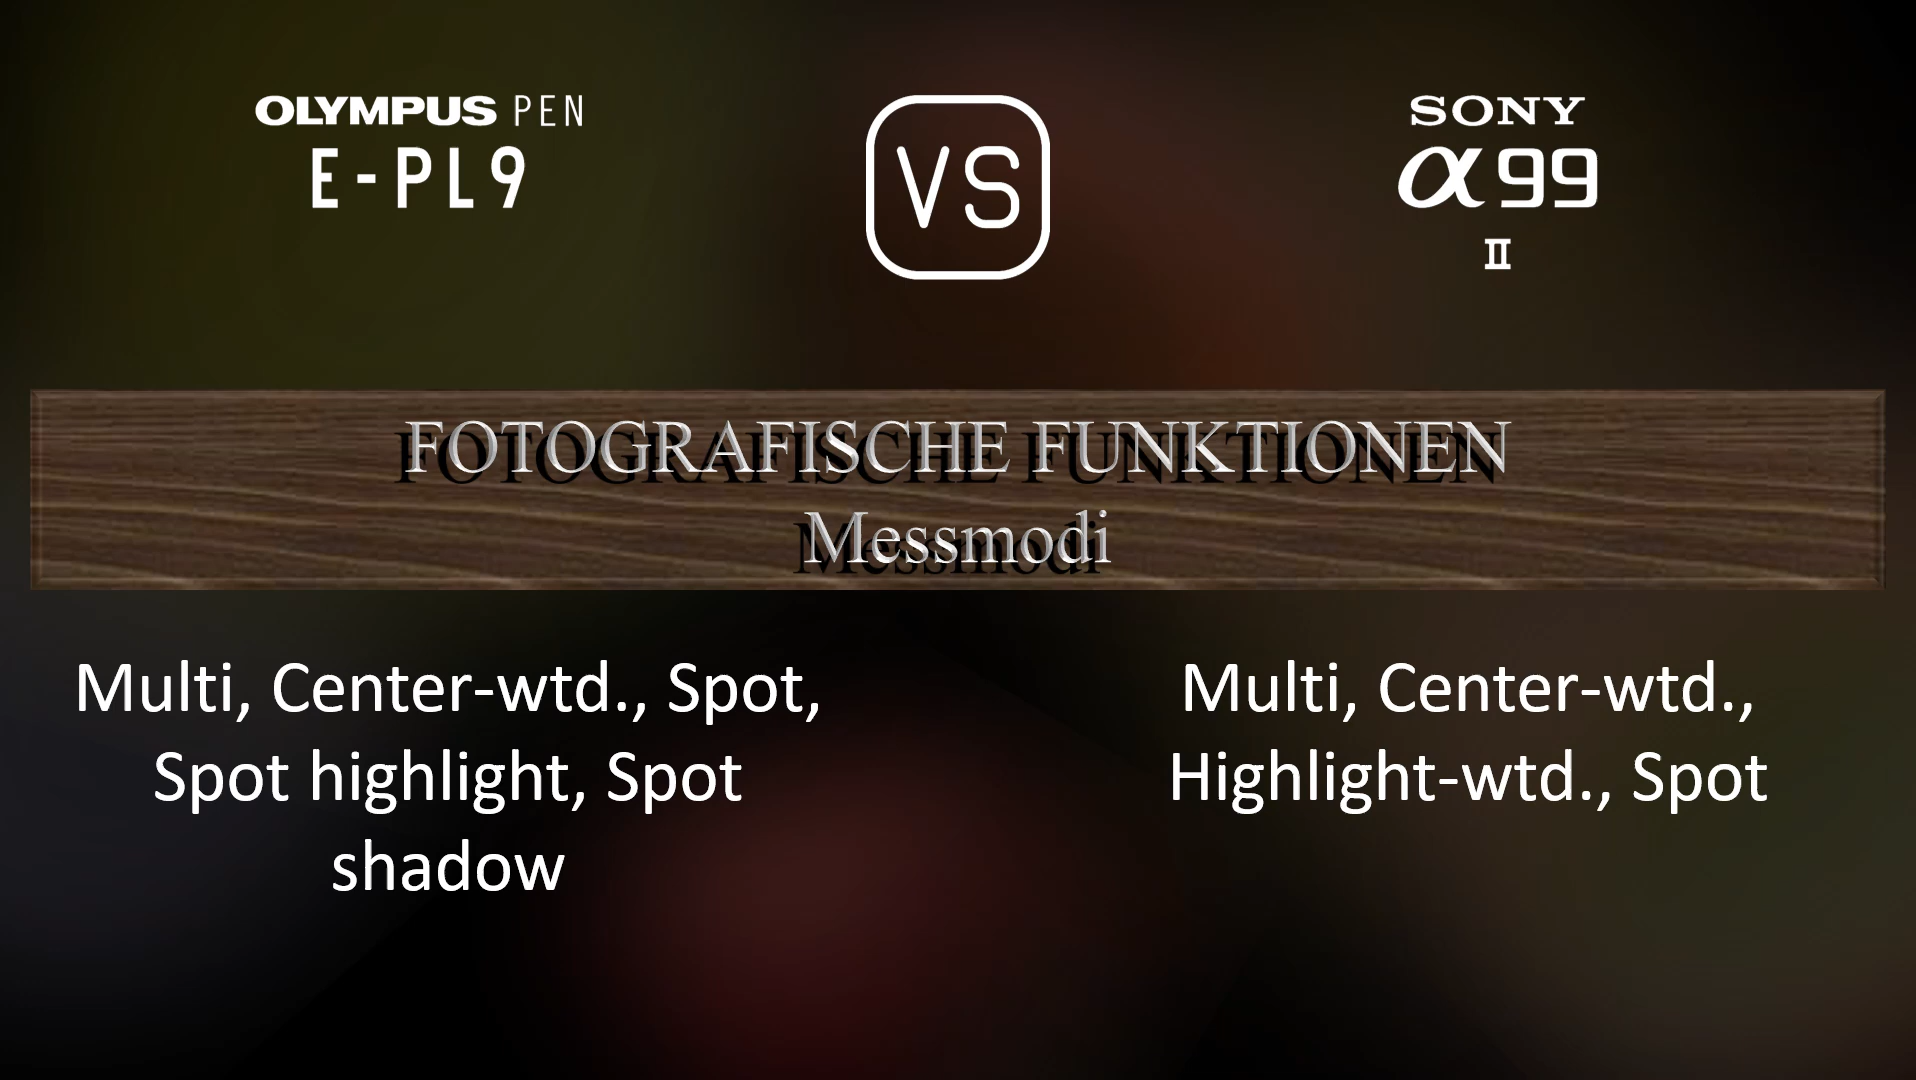 OLYMPUS PEN
E-PL9
VS
SONY
α99
II
FOTOGRAFISCHE FUNKTIONEN
Messmodi
Multi, Center-wtd., Spot,
Spot highlight, Spot
shadow
Multi, Center-wtd.,
Highlight-wtd., Spot